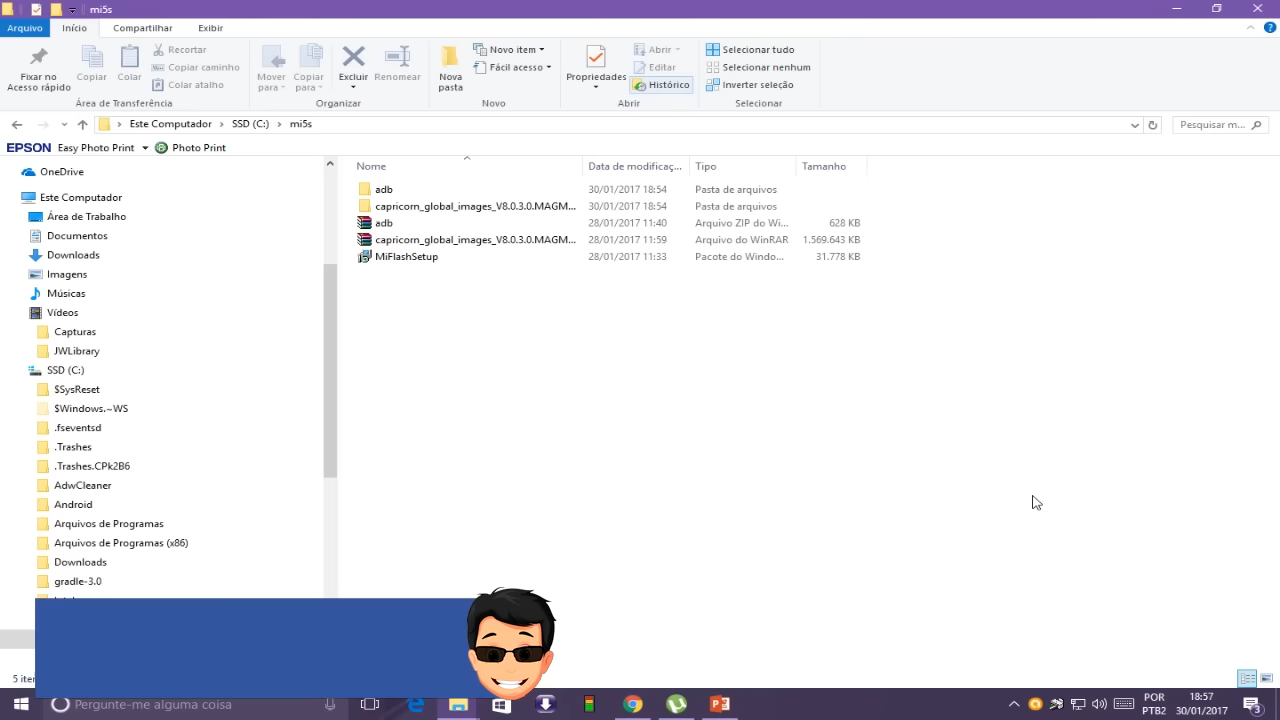 mi5s
Arquivo Início Compartilhar Exibir
Fixar no
Acesso rápido
Copiar
Colar
Recortar
Copiar caminho
Colar atalho
Área de Transferência
Mover
para
Copiar
para
Excluir
Renomear
Organizar
Nova
pasta
Novo item
Fácil acesso
Novo
Propriedades
Abrir
Editar
Histórico
Abrir
Selecionar tudo
Selecionar nenhum
Inverter seleção
Selecionar
Este Computador > SSD (C:) > mi5s
Pesquisar m...
EPSON Easy Photo Print Photo Print
OneDrive
Este Computador
Área de Trabalho
Documentos
Downloads
Imagens
Músicas
Vídeos
Capturas
JWLibrary
SSD (C:)
$SysReset
$Windows.~WS
.fseventsd
.Trashes
.Trashes.CPk2B6
AdwCleaner
Android
Arquivos de Programas
Arquivos de Programas (x86)
Downloads
gradle-3.0
Nome Data de modificaç... Tipo Tamanho
adb 30/01/2017 18:54 Pasta de arquivos
capricorn_global_images_V8.0.3.0.MAGM... 30/01/2017 18:54 Pasta de arquivos
adb 28/01/2017 11:40 Arquivo ZIP do Wi... 628 KB
capricorn_global_images_V8.0.3.0.MAGM... 28/01/2017 11:59 Arquivo do WinRAR 1.569.643 KB
MiFlashSetup 28/01/2017 11:33 Pacote do Windo... 31.778 KB
5
Pergunte-me alguma coisa
POR
PTB2
18:57
30/01/2017
3